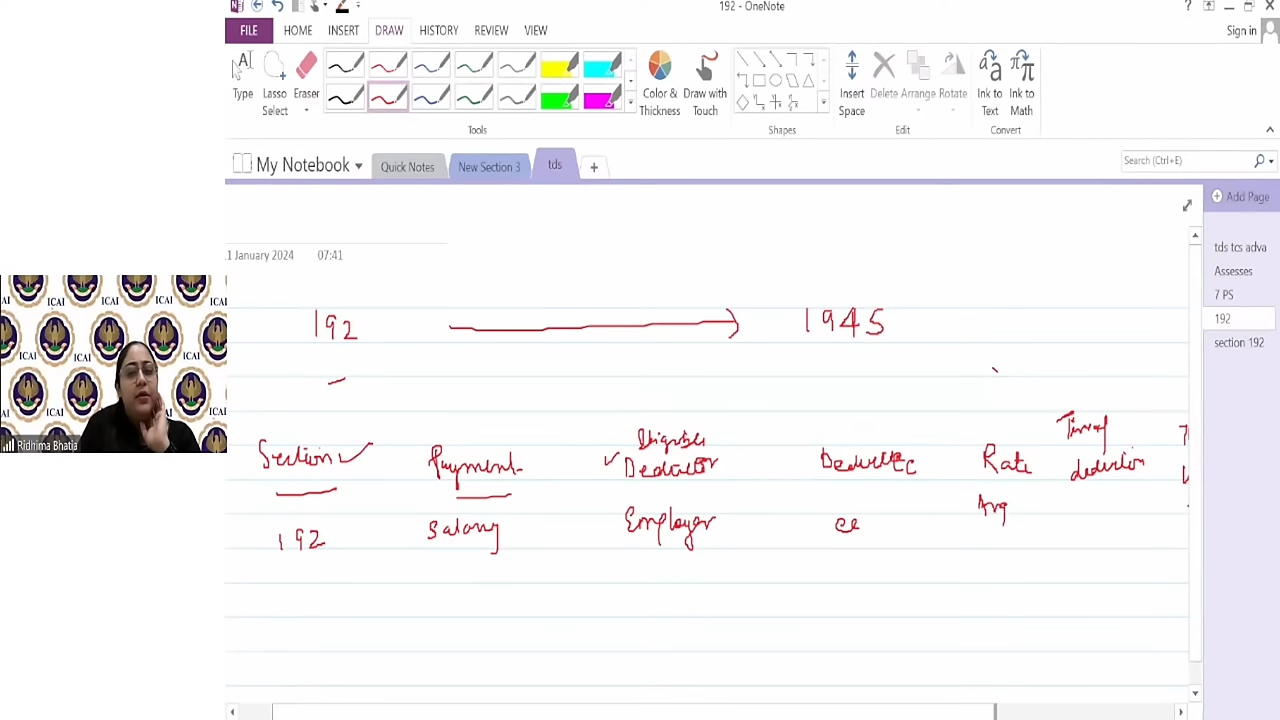 192 - OneNote
? 
Sign in
FILE HOME INSERT DRAW HISTORY REVIEW VIEW
Type
Lasso Select
Eraser
Color & Thickness
Draw with Touch
Insert Space
Delete Arrange Rotate
Ink to Text
Ink to Math
Tools Shapes Edit Convert
My Notebook Quick Notes New Section 3 tds +
Search (Ctrl+E)
Add Page
tds tcs adva
Assesses
7 PS
192
section 192
1 January 2024 07:41
192 1945
Section Payment Deductor Deductee Rate Time of deduction
192 Salary Employer ee Avg
ICAI
Ridhima Bhatia